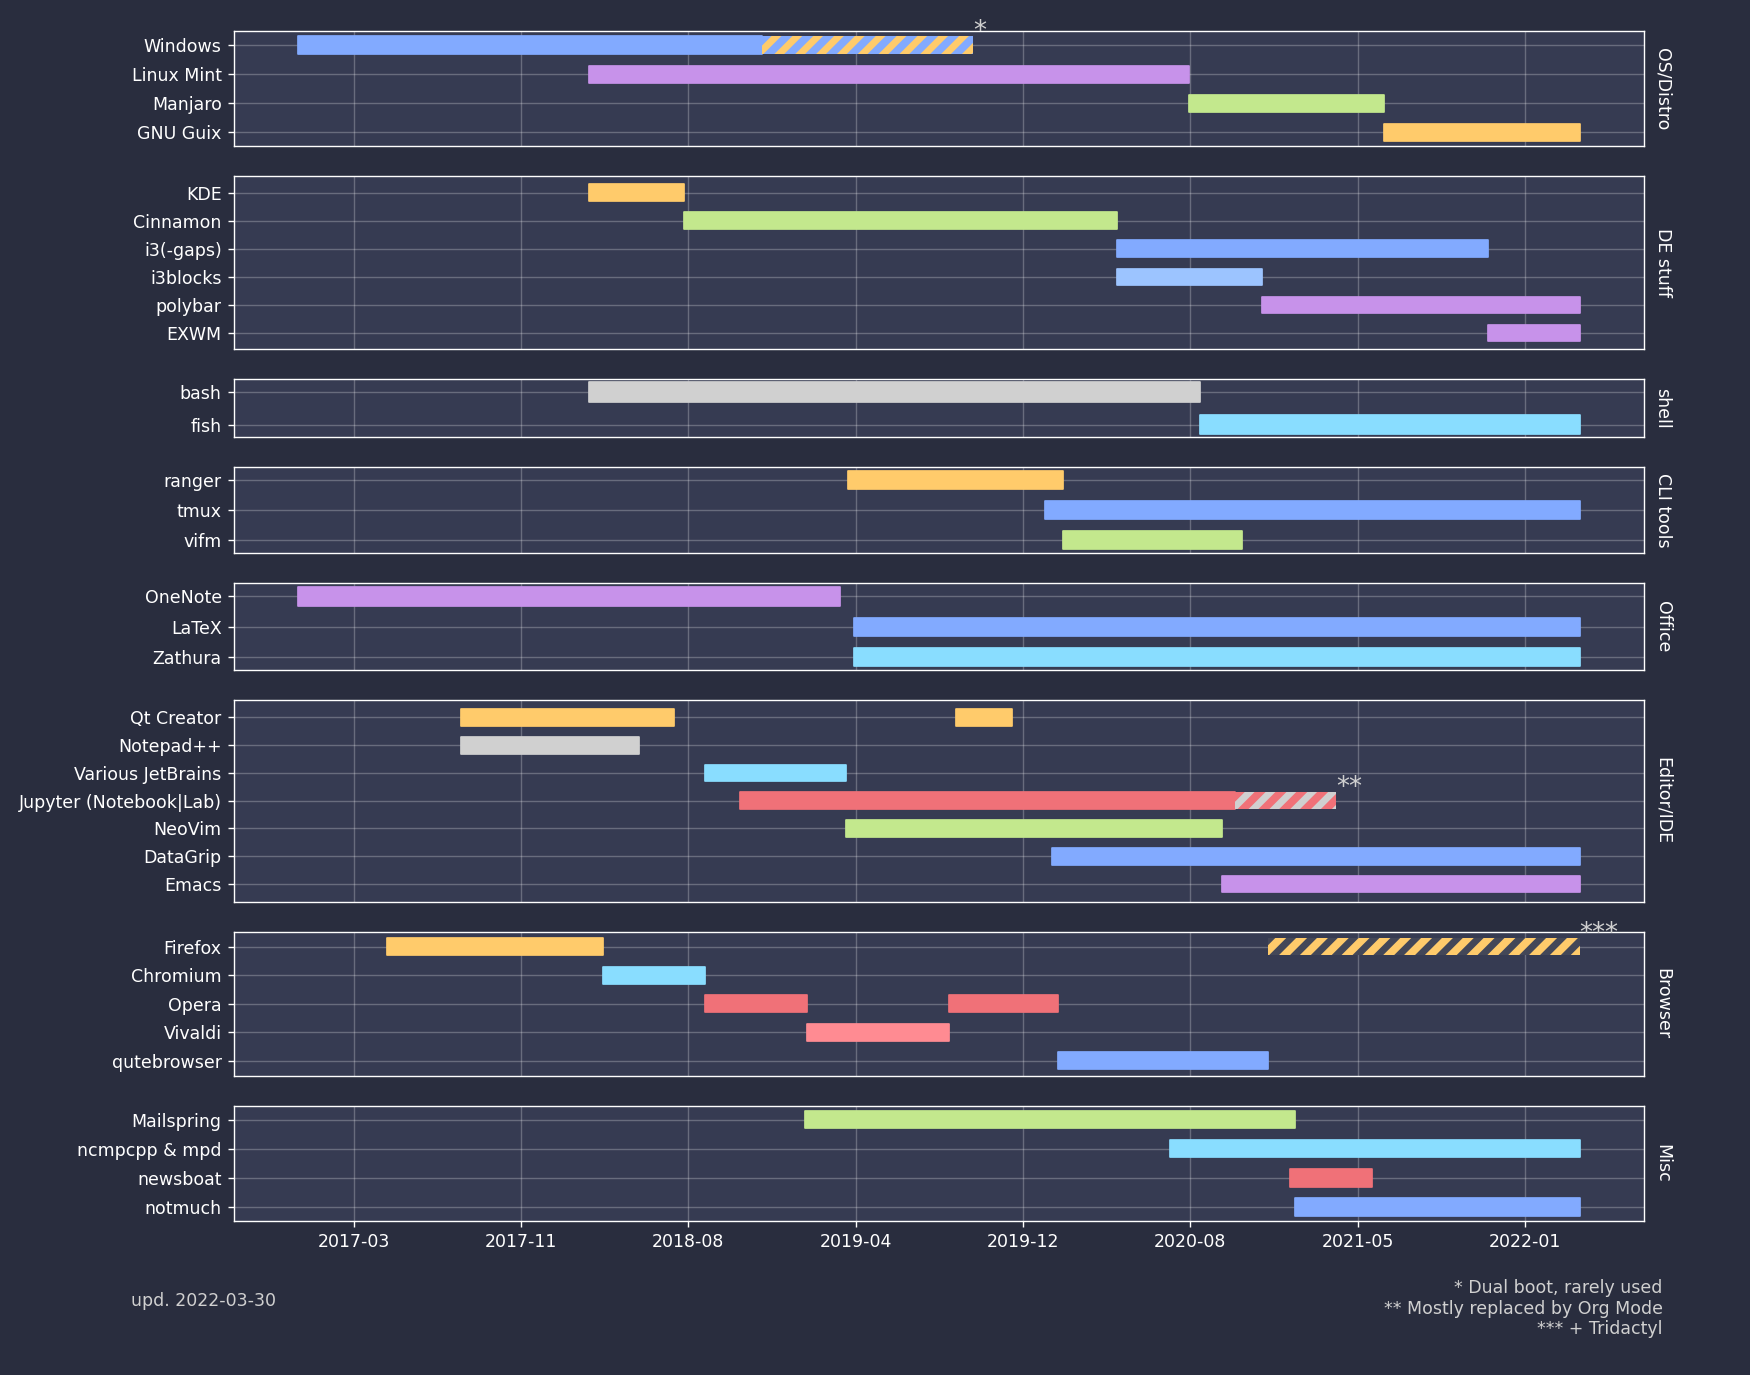 *
Windows
Linux Mint
Manjaro
GNU Guix
OS/Distro
KDE
Cinnamon
i3(-gaps)
i3blocks
polybar
EXWM
DE stuff
bash
fish
shell
ranger
tmux
vifm
CLI tools
OneNote
LaTeX
Zathura
Office
Qt Creator
Notepad++
Various JetBrains
**
Jupyter (Notebook|Lab)
NeoVim
DataGrip
Emacs
Editor/IDE
***
Firefox
Chromium
Opera
Vivaldi
qutebrowser
Browser
Mailspring
ncmpcpp & mpd
newsboat
notmuch
Misc
2017-03 2017-11 2018-08 2019-04 2019-12 2020-08 2021-05 2022-01
upd. 2022-03-30
* Dual boot, rarely used
** Mostly replaced by Org Mode
*** + Tridactyl